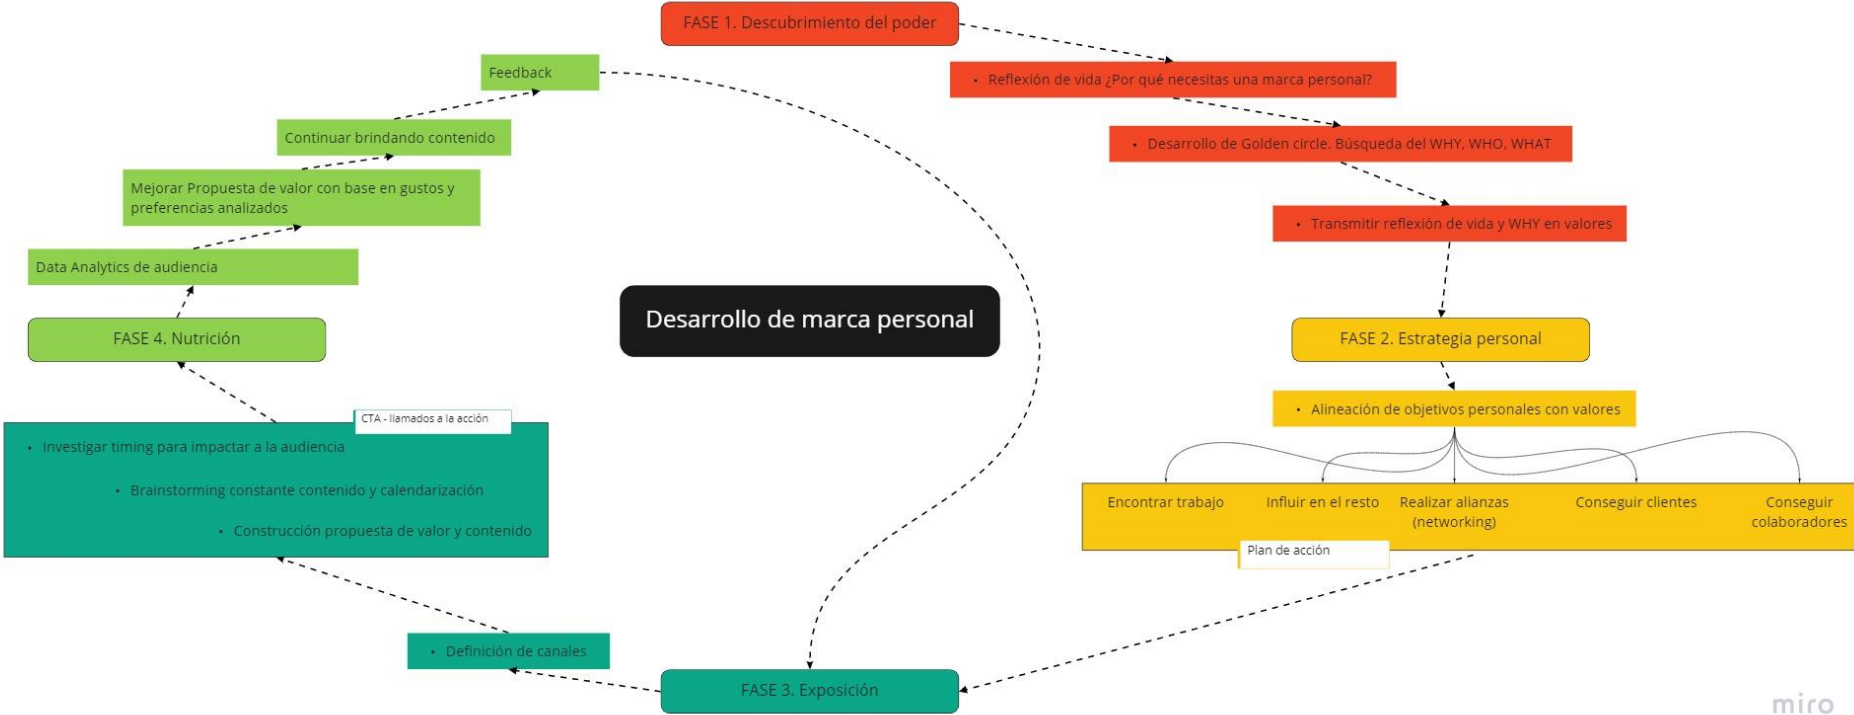 FASE 1. Descubrimiento del poder
• Reflexión de vida ¿Por qué necesitas una marca personal?
• Desarrollo de Golden circle. Búsqueda del WHY, WHO, WHAT
• Transmitir reflexión de vida y WHY en valores
FASE 2. Estrategia personal
• Alineación de objetivos personales con valores
Encontrar trabajo
Influir en el resto
Realizar alianzas
(networking)
Conseguir clientes
Conseguir
colaboradores
Plan de acción
FASE 3. Exposición
• Definición de canales
CTA - llamados a la acción
• Investigar timing para impactar a la audiencia
• Brainstorming constante contenido y calendarización
• Construcción propuesta de valor y contenido
FASE 4. Nutrición
Data Analytics de audiencia
Mejorar Propuesta de valor con base en gustos y
preferencias analizados
Continuar brindando contenido
Feedback
Desarrollo de marca personal
miro